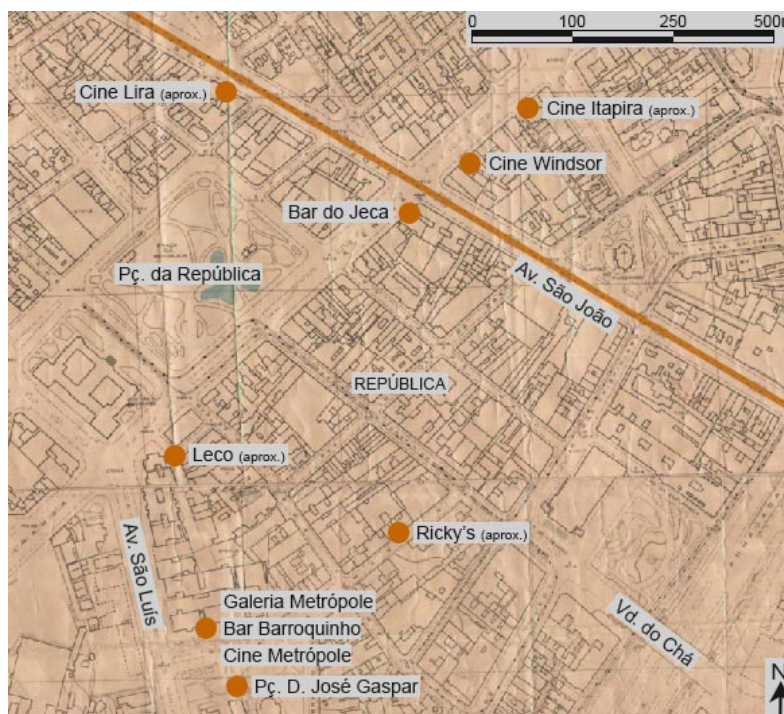 0 100 250 500m
Cine Lira (aprox.)
Cine Itapira (aprox.)
Cine Windsor
Bar do Jeca
Pç. da República
Av. São João
REPÚBLICA
Leco (aprox.)
Ricky's (aprox.)
Av. São Luís
Galeria Metrópole
Bar Barroquinho
Cine Metrópole
Vd. do Chá
Pç. D. José Gaspar
N